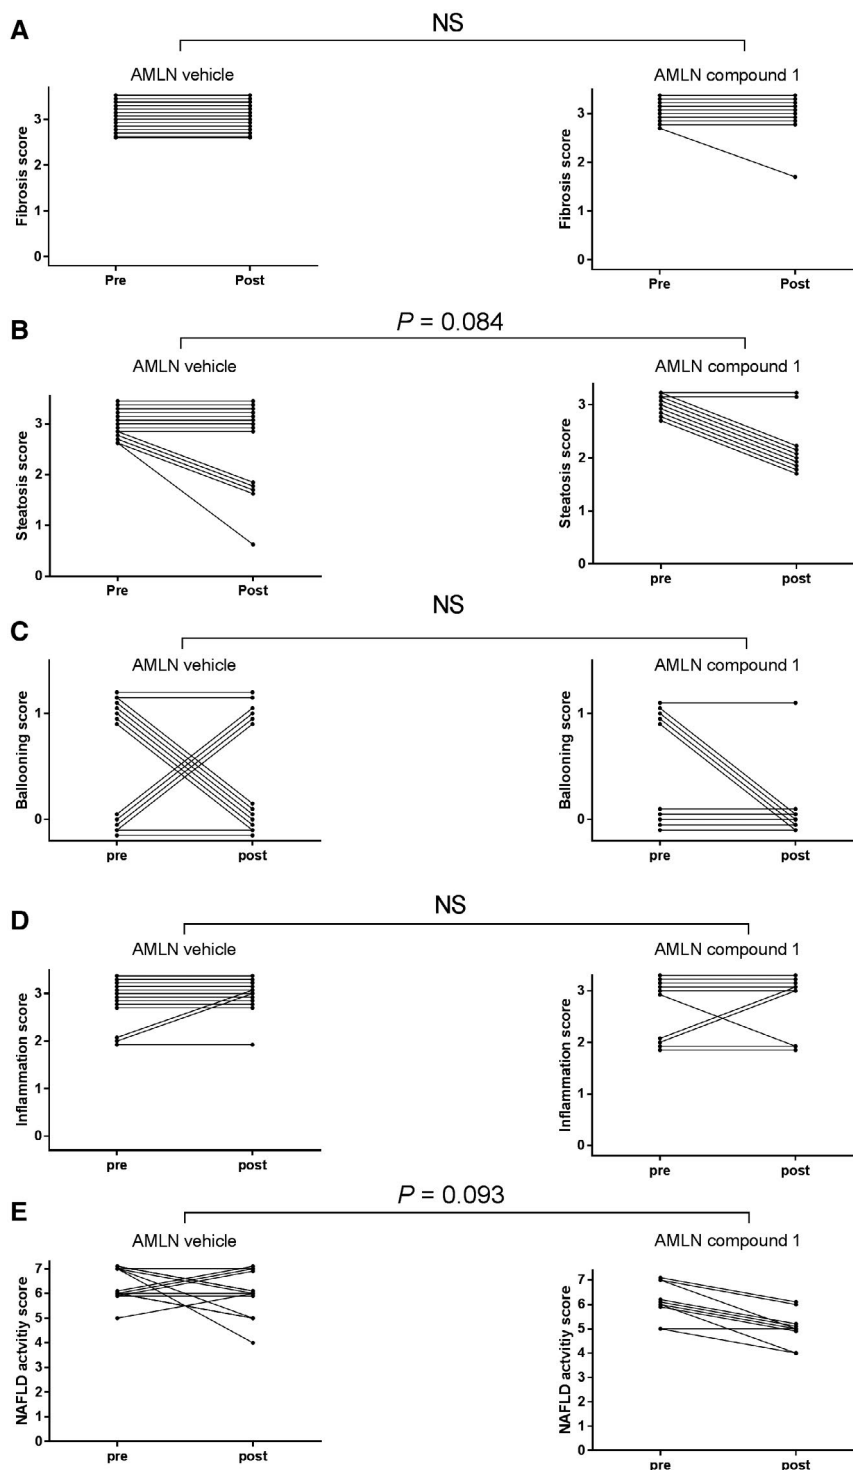 A
NS
AMLN vehicle
AMLN compound 1
Fibrosis score
3
2
1
0
Pre
Post
Fibrosis score
3
2
1
0
Pre
Post
B
P = 0.084
AMLN vehicle
AMLN compound 1
Steatosis score
3
2
1
0
Pre
Post
Steatosis score
3
2
1
0
pre
post
C
NS
AMLN vehicle
AMLN compound 1
Ballooning score
1
0
pre
post
Ballooning score
1
0
pre
post
D
NS
AMLN vehicle
AMLN compound 1
Inflammation score
3
2
1
0
pre
post
Inflammation score
3
2
1
0
pre
post
E
P = 0.093
AMLN vehicle
AMLN compound 1
NAFLD actvitiy score
7
6
5
4
3
2
1
0
pre
post
NAFLD actvitiy score
7
6
5
4
3
2
1
0
pre
post